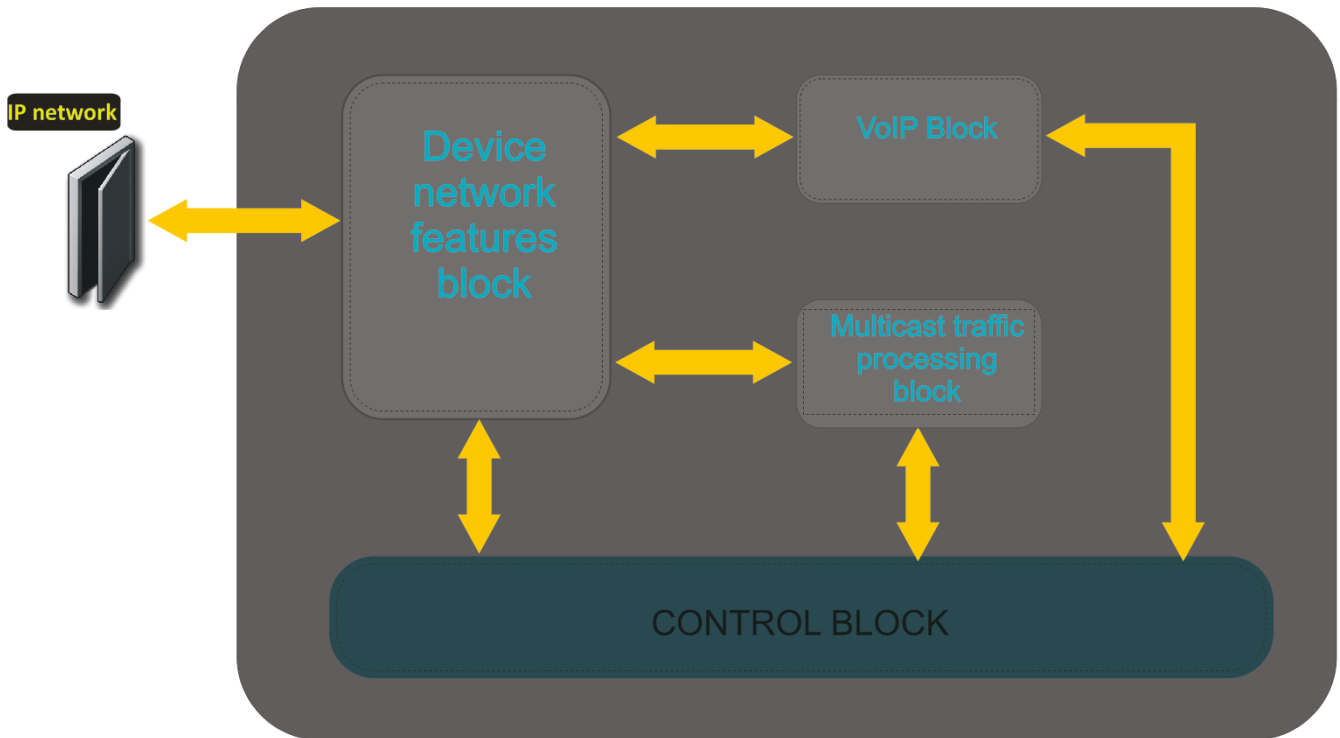 IP network
Device
network
features
block
VoIP Block
Multicast traffic
processing
block
CONTROL BLOCK